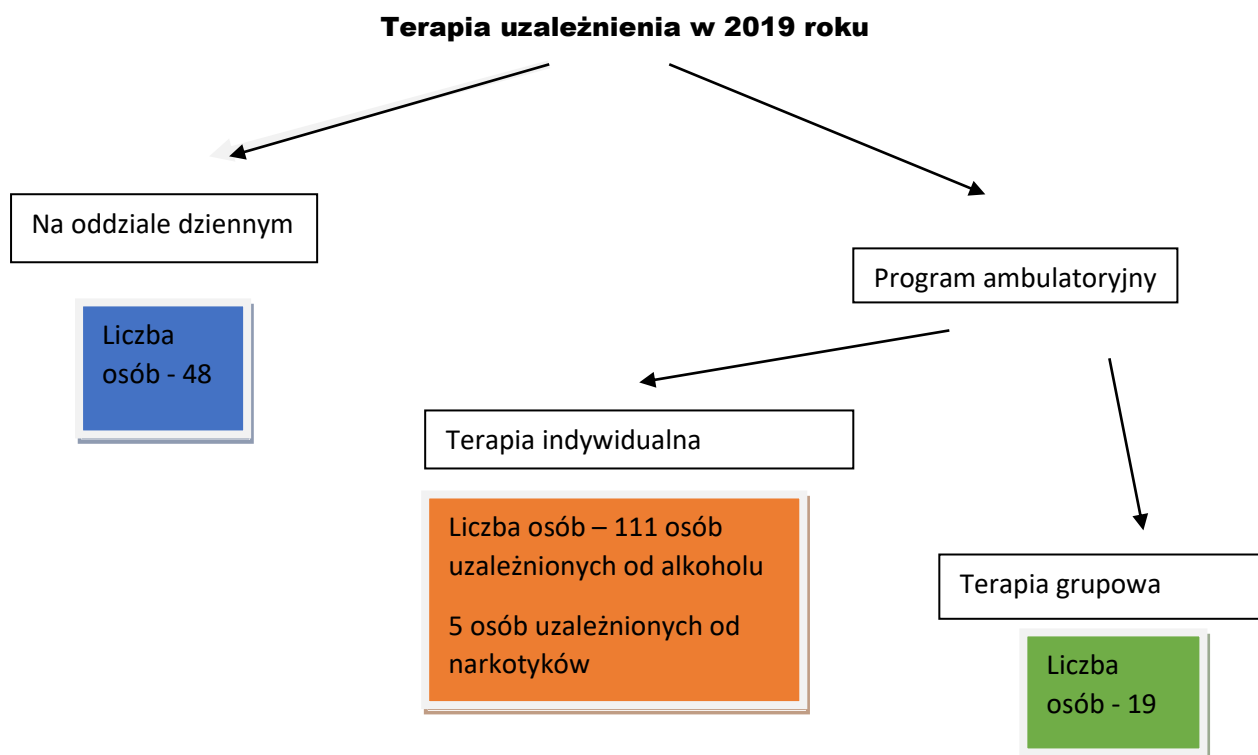 Terapia uzależnienia w 2019 roku
Na oddziale dziennym
Liczba
osób - 48
Program ambulatoryjny
Terapia indywidualna
Liczba osób – 111 osób
uzależnionych od alkoholu
5 osób uzależnionych od
narkotyków
Terapia grupowa
Liczba
osób - 19